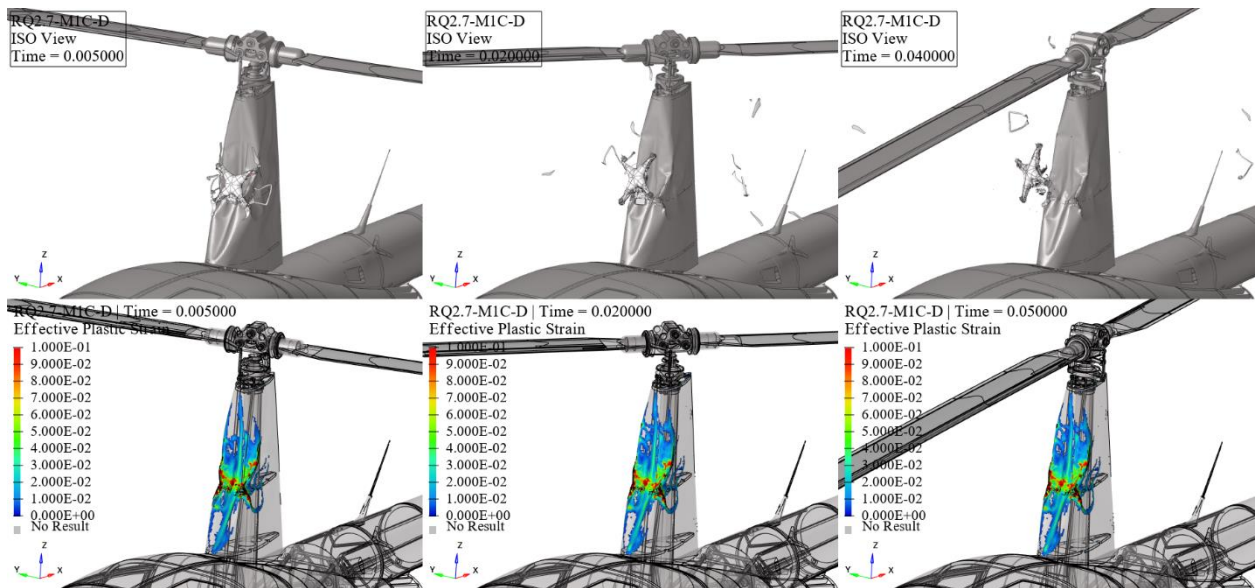 RQ2.7-M1C-D
ISO View
Time = 0.005000
RQ2.7-M1C-D
ISO View
Time = 0.020000
RQ2.7-M1C-D
ISO View
Time = 0.040000
Z
Y
X
Z
Y
X
Z
Y
X
RQ2.7-M1C-D | Time = 0.005000
Effective Plastic Strain
1.000E-01
9.000E-02
8.000E-02
7.000E-02
6.000E-02
5.000E-02
4.000E-02
3.000E-02
2.000E-02
1.000E-02
0.000E+00
No Result
Z
Y
X
RQ2.7-M1C-D | Time = 0.020000
Effective Plastic Strain
1.000E-01
9.000E-02
8.000E-02
7.000E-02
6.000E-02
5.000E-02
4.000E-02
3.000E-02
2.000E-02
1.000E-02
0.000E+00
No Result
Z
Y
X
RQ2.7-M1C-D | Time = 0.050000
Effective Plastic Strain
1.000E-01
9.000E-02
8.000E-02
7.000E-02
6.000E-02
5.000E-02
4.000E-02
3.000E-02
2.000E-02
1.000E-02
0.000E+00
No Result
Z
Y
X